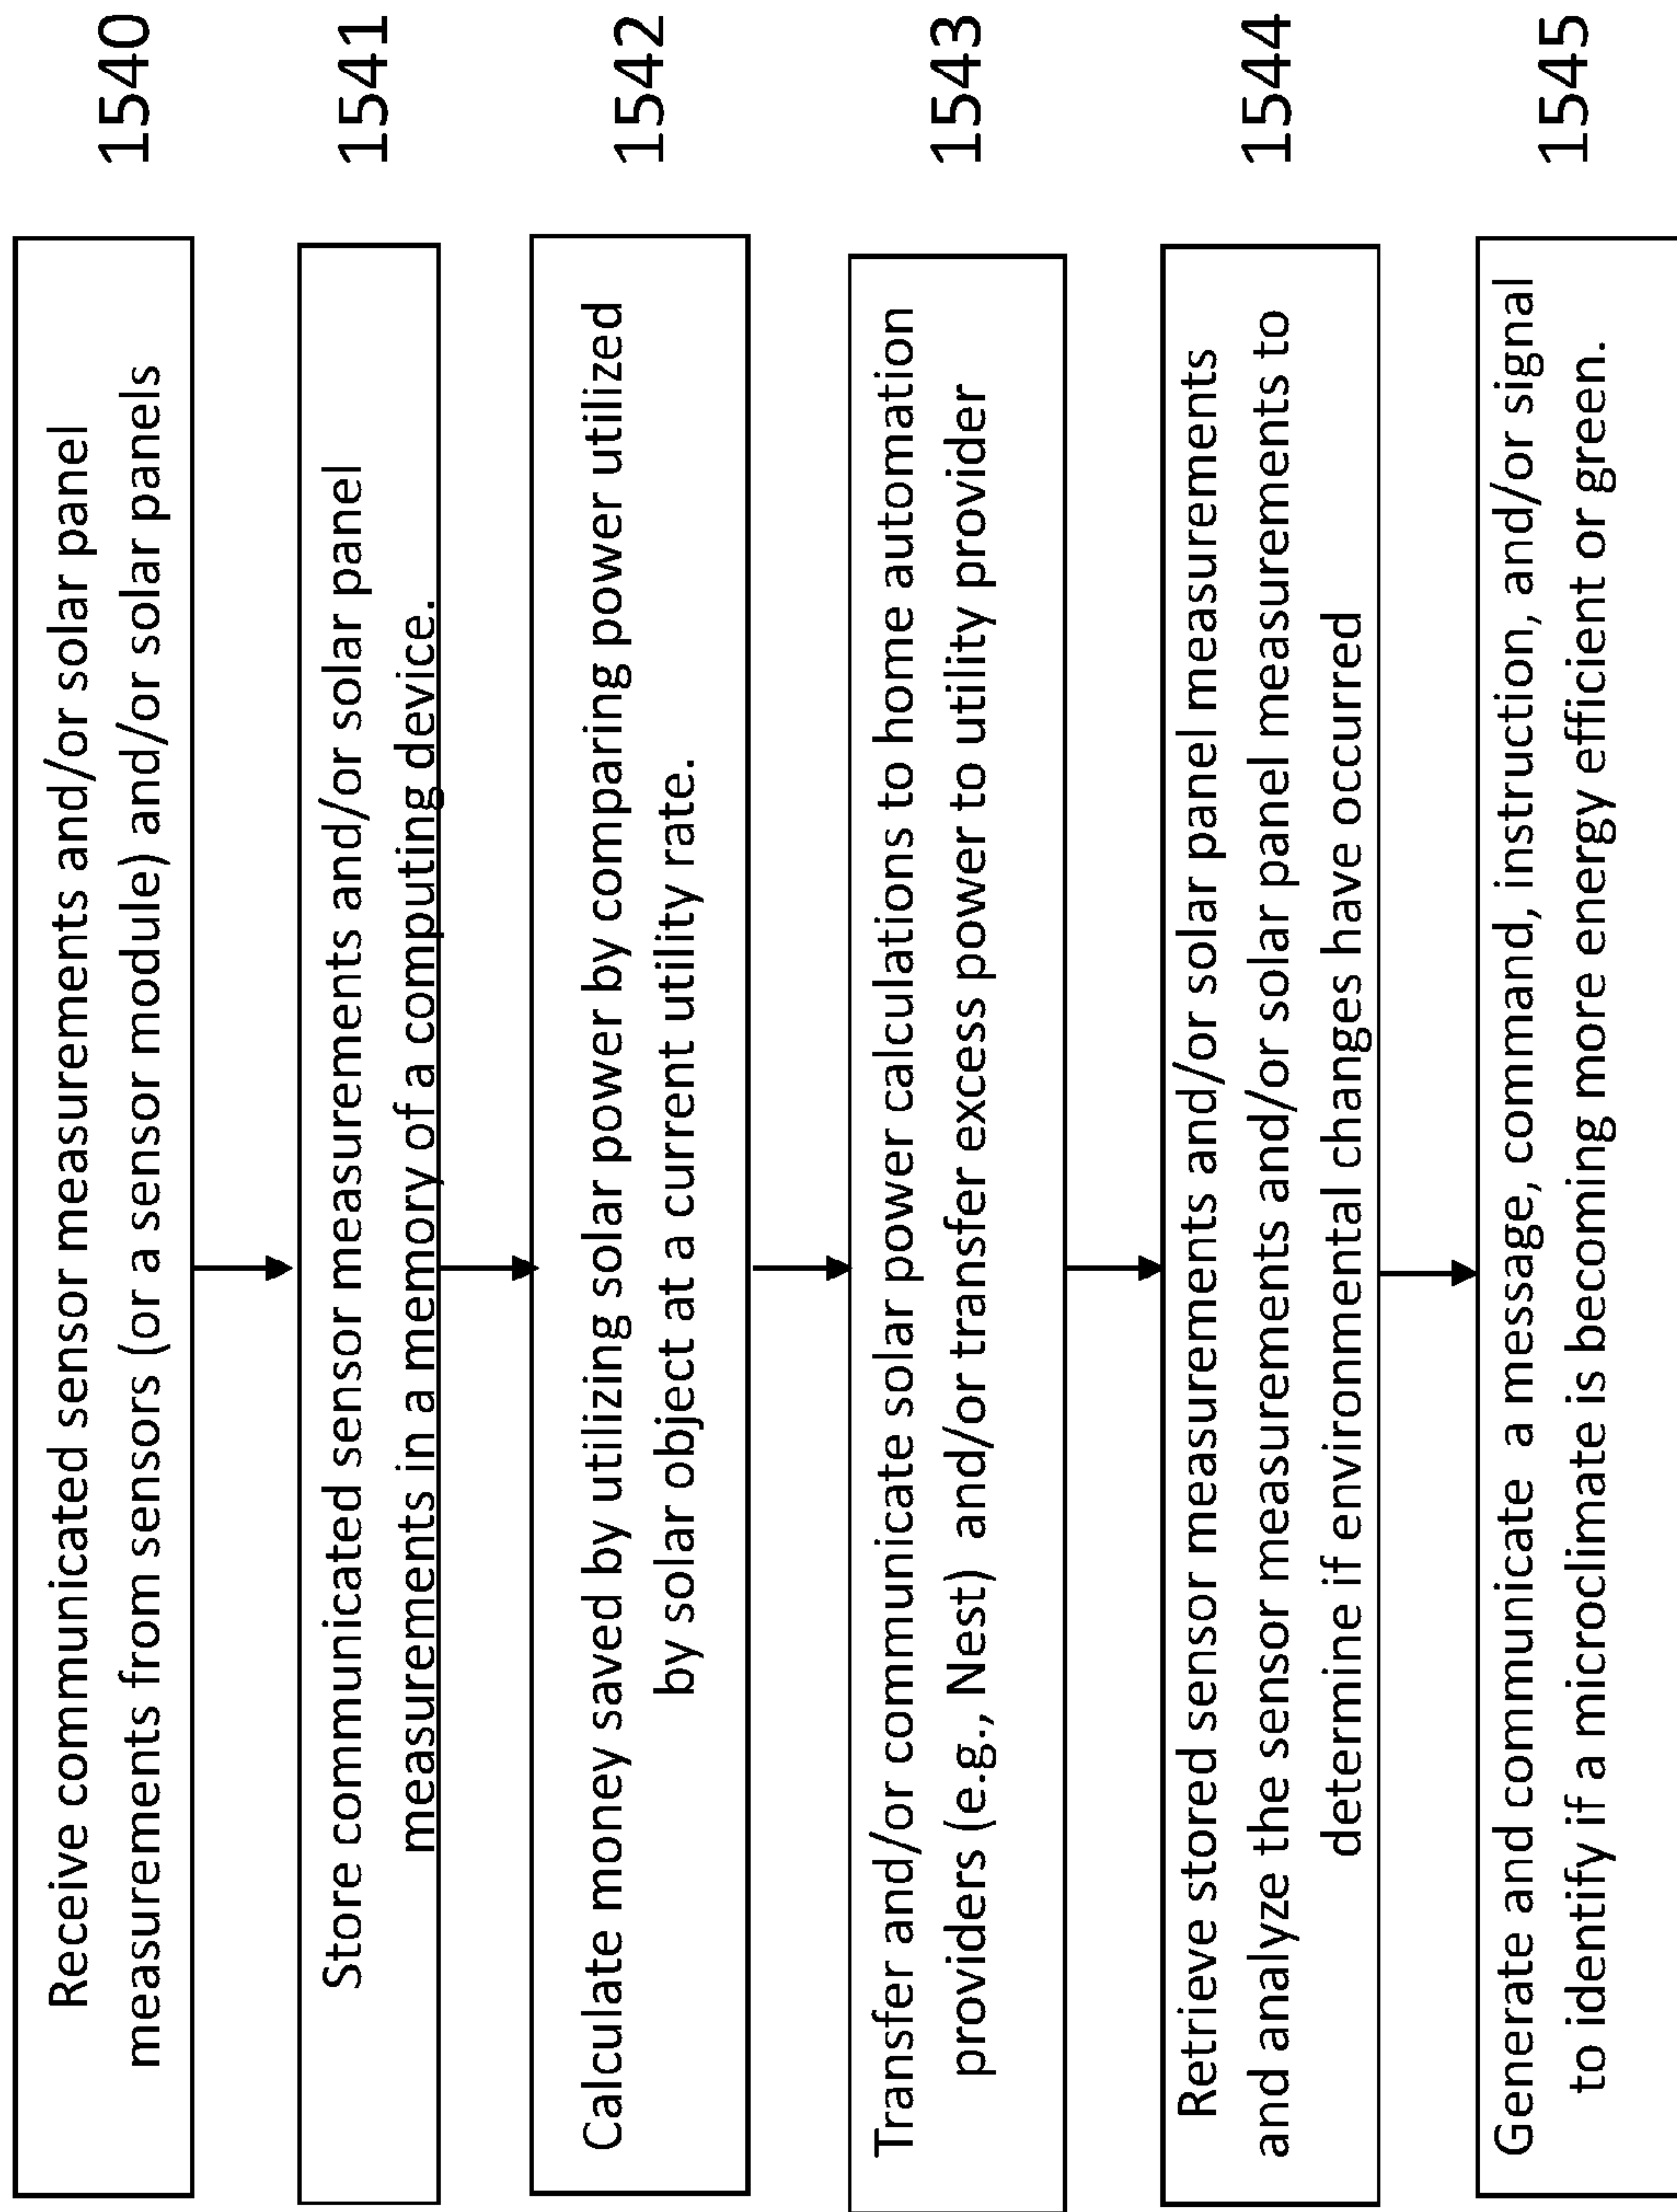 Receive communicated sensor measurements and/or solar panel
measurements from sensors (or a sensor module) and/or solar panels
1540
Store communicated sensor measurements and/or solar panel
measurements in a memory of a computing device.
1541
Calculate money saved by utilizing solar power by comparing power utilized
by solar object at a current utility rate.
1542
Transfer and/or communicate solar power calculations to home automation
providers (e.g., Nest) and/or transfer excess power to utility provider
1543
Retrieve stored sensor measurements and/or solar panel measurements
and analyze the sensor measurements and/or solar panel measurements to
determine if environmental changes have occurred
1544
Generate and communicate a message, command, instruction, and/or signal
to identify if a microclimate is becoming more energy efficient or green.
1545